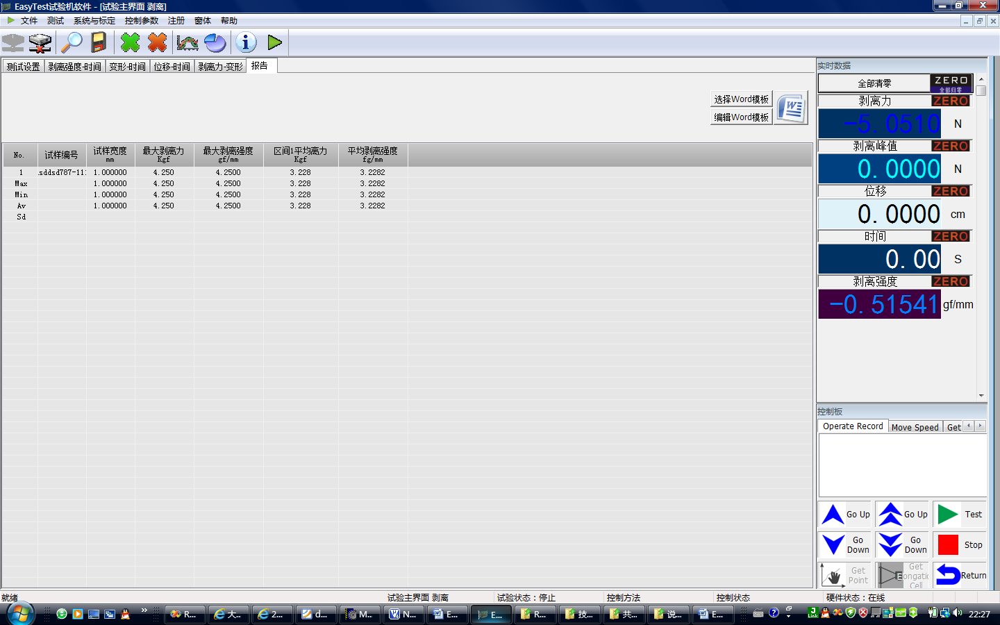 EasyTest试验机软件 - [试验主界面 剥离]
文件 测试 系统与标定 控制参数 注册 窗体 帮助
测试设置 剥离强度-时间 变形-时间 位移-时间 剥离力-变形 报告
选择Word模板
编辑Word模板
No. 试样编号 试样宽度 mm 最大剥离力 Kgf 最大剥离强度 gf/mm 区间1平均离力 Kgf 平均剥离强度 fg/mm
1 .sddsd787-11: 1.000000 4.250 4.2500 3.228 3.2282
Max 1.000000 4.250 4.2500 3.228 3.2282
Min 1.000000 4.250 4.2500 3.228 3.2282
Av 1.000000 4.250 4.2500 3.228 3.2282
Sd
实时数据
全部清零 ZERO
全部归零
剥离力 ZERO
-5.0510 N
剥离峰值 ZERO
0.0000 N
位移 ZERO
0.0000 cm
时间 ZERO
0.00 S
剥离强度 ZERO
-0.51541 gf/mm
控制板
Operate Record Move Speed Get
Go Up Go Up Test
Go Down Go Down Stop
Get Point Get Return
Cell
就绪 试验主界面 剥离 试验状态：停止 控制方法 控制状态 硬件状态：在线
R... 大... 2... d... M... N... E... E... R... 技... 共... 说... E... 22:27